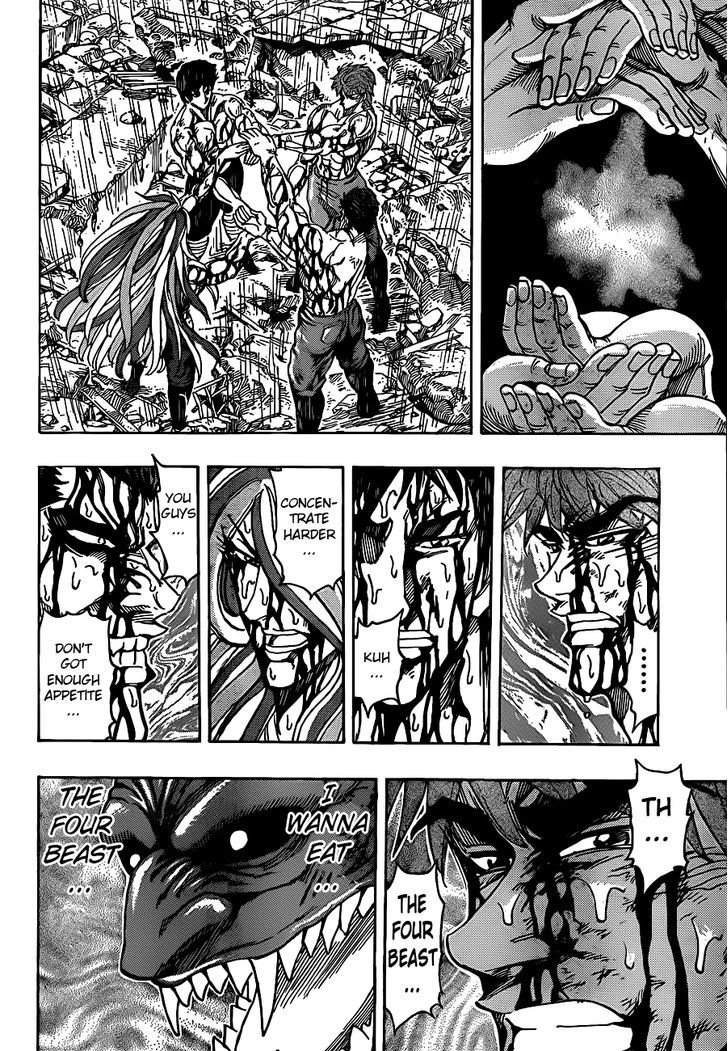 . . . . . .
KUH
CONCEN-
TRATE
HARDER
...
YOU
GUYS
...
DON'T
GOT
ENOUGH
APPETITE
...
TH
...
THE
FOUR
BEAST
...
I
WANNA
EAT
...
THE
FOUR
BEAST
...